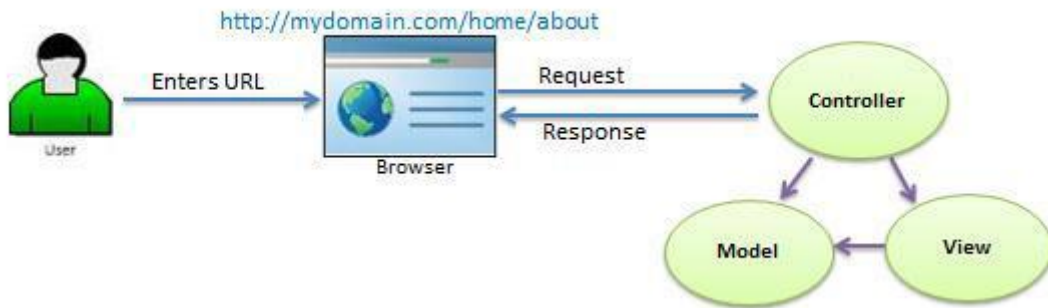 http://mydomain.com/home/about
Enters URL
Request
Controller
Response
User
Browser
Model
View